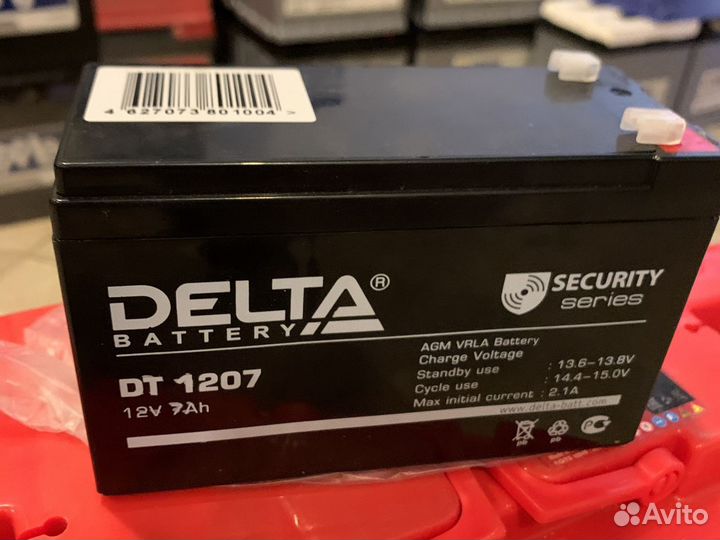 4 627073 801004 >
DELTA®
BATTERY
DT 1207
12V 7Ah
SECURITY
series
AGM VRLA Battery
Charge Voltage
Standby use : 13.6-13.8V
Cycle use : 14.4-15.0V
Max initial current : 2.1A
www.delta-batt.com
Pb
Pb
Avito